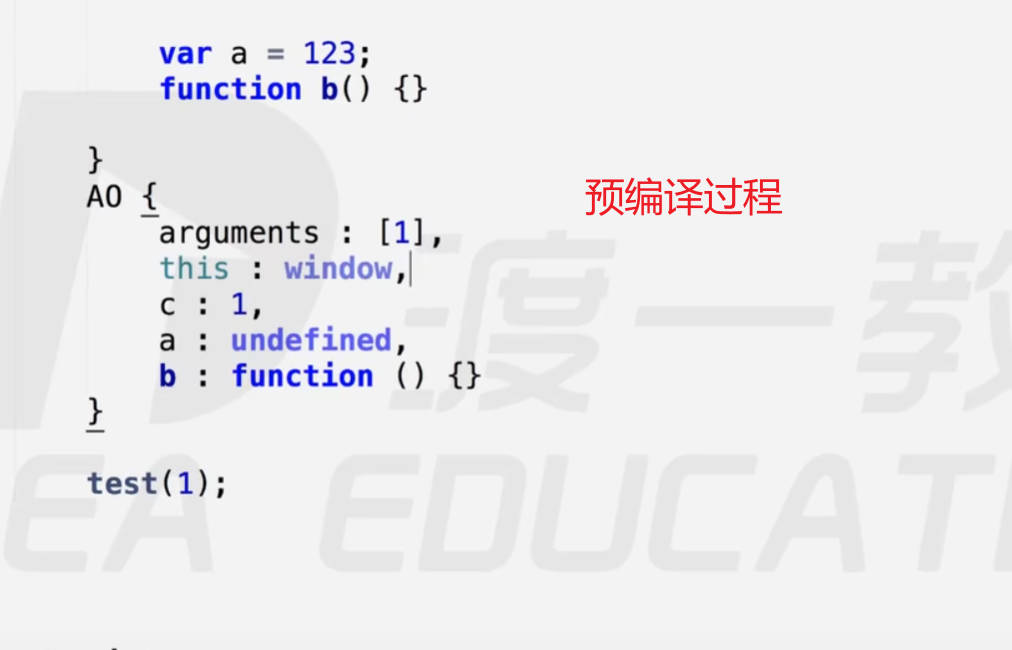 var a = 123;
function b() {}
}
AO {
预编译过程
arguments : [1],
this : window,
c : 1,
a : undefined,
b : function () {}
}
test(1);
渡一教
EA EDUCATI